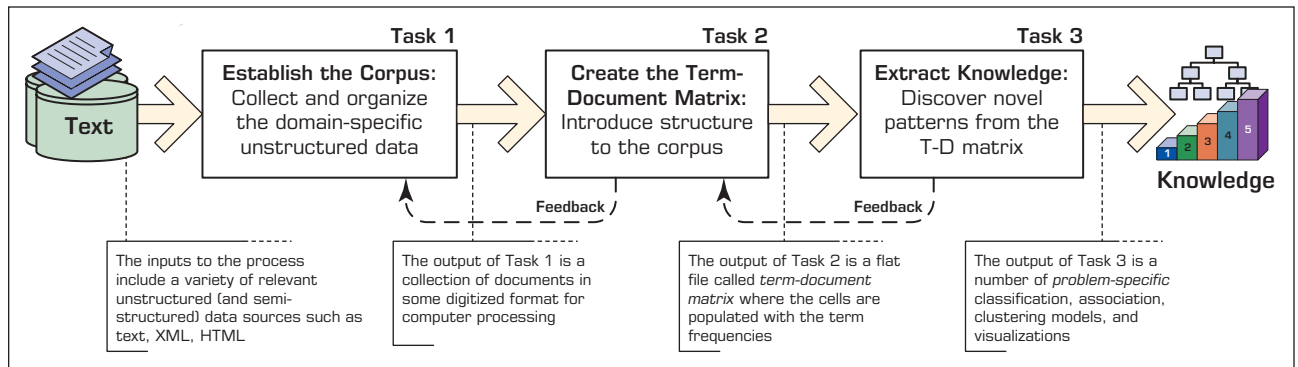 Task 1
Task 2
Task 3
Text
Establish the Corpus:
Collect and organize
the domain-specific
unstructured data
Create the Term-
Document Matrix:
Introduce structure
to the corpus
Extract Knowledge:
Discover novel
patterns from the
T-D matrix
1
2
3
4
5
Knowledge
Feedback
Feedback
The inputs to the process
include a variety of relevant
unstructured (and semi-
structured) data sources such as
text, XML, HTML
The output of Task 1 is a
collection of documents in
some digitized format for
computer processing
The output of Task 2 is a flat
file called term-document
matrix where the cells are
populated with the term
frequencies
The output of Task 3 is a
number of problem-specific
classification, association,
clustering models, and
visualizations